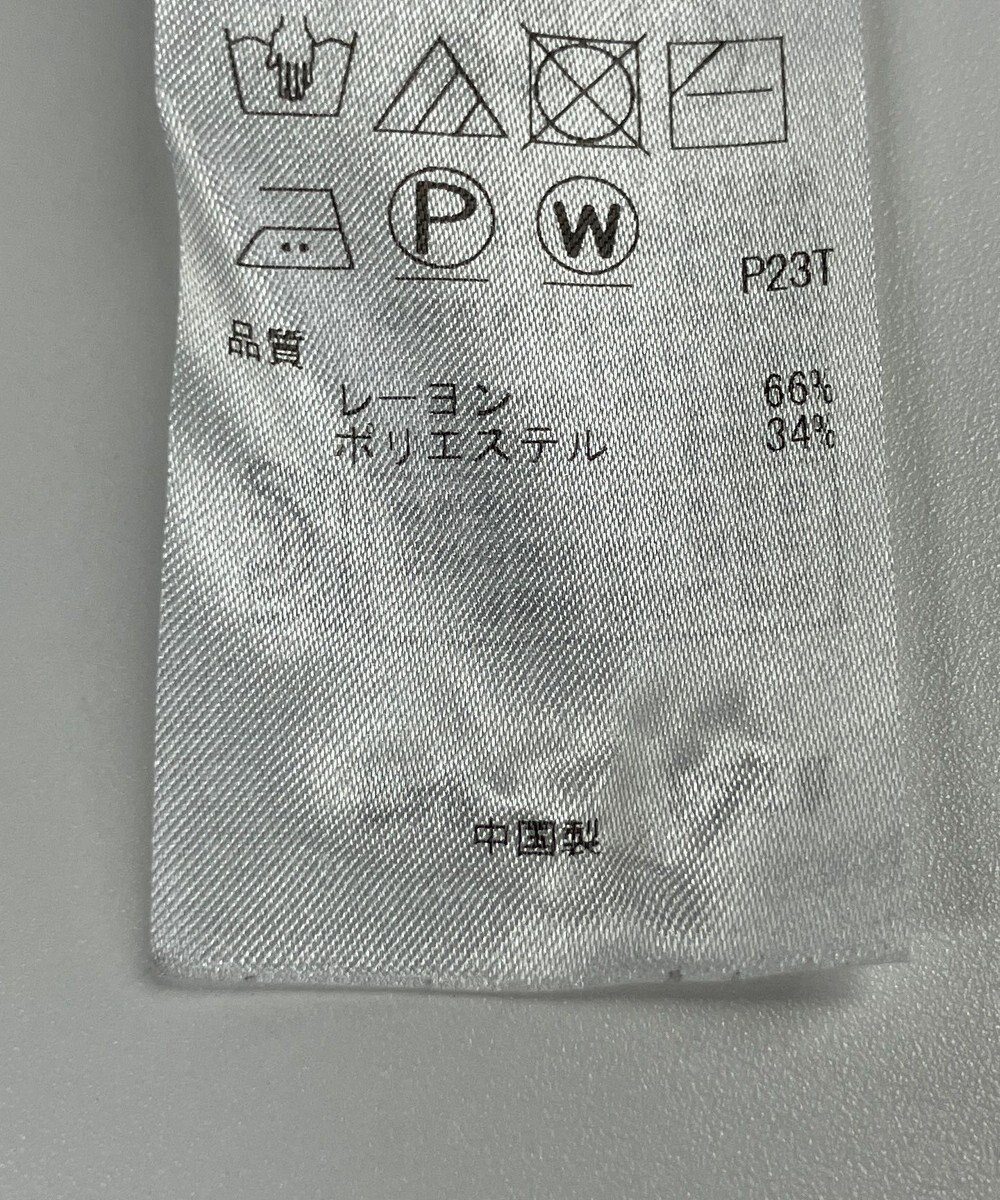 P W
P23T
品質
レーヨン 66%
ポリエステル 34%
中国製